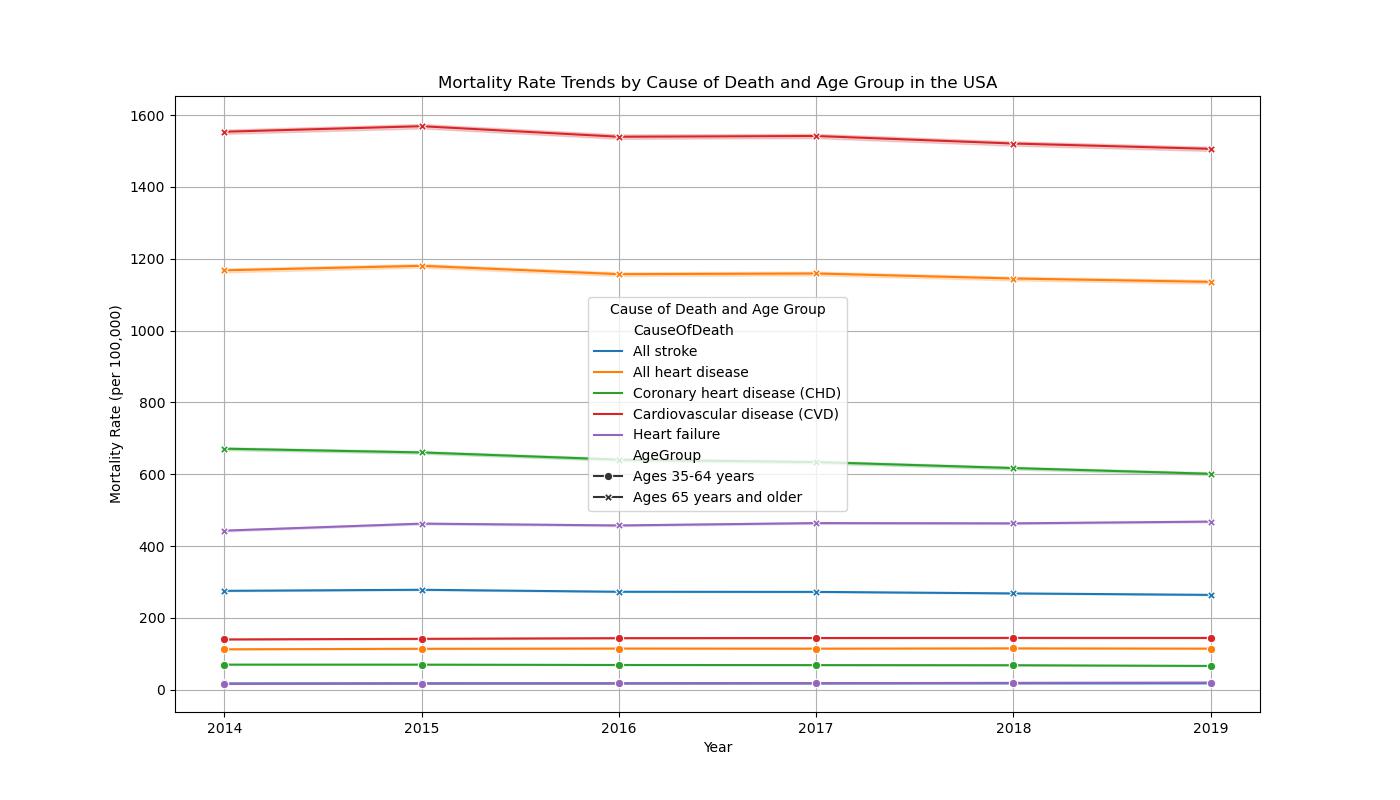 Mortality Rate Trends by Cause of Death and Age Group in the USA
1600
1400
1200
1000
800
600
400
200
0
Mortality Rate (per 100,000)
Cause of Death and Age Group
CauseOfDeath
All stroke
All heart disease
Coronary heart disease (CHD)
Cardiovascular disease (CVD)
Heart failure
AgeGroup
Ages 35-64 years
Ages 65 years and older
2014 2015 2016 2017 2018 2019
Year